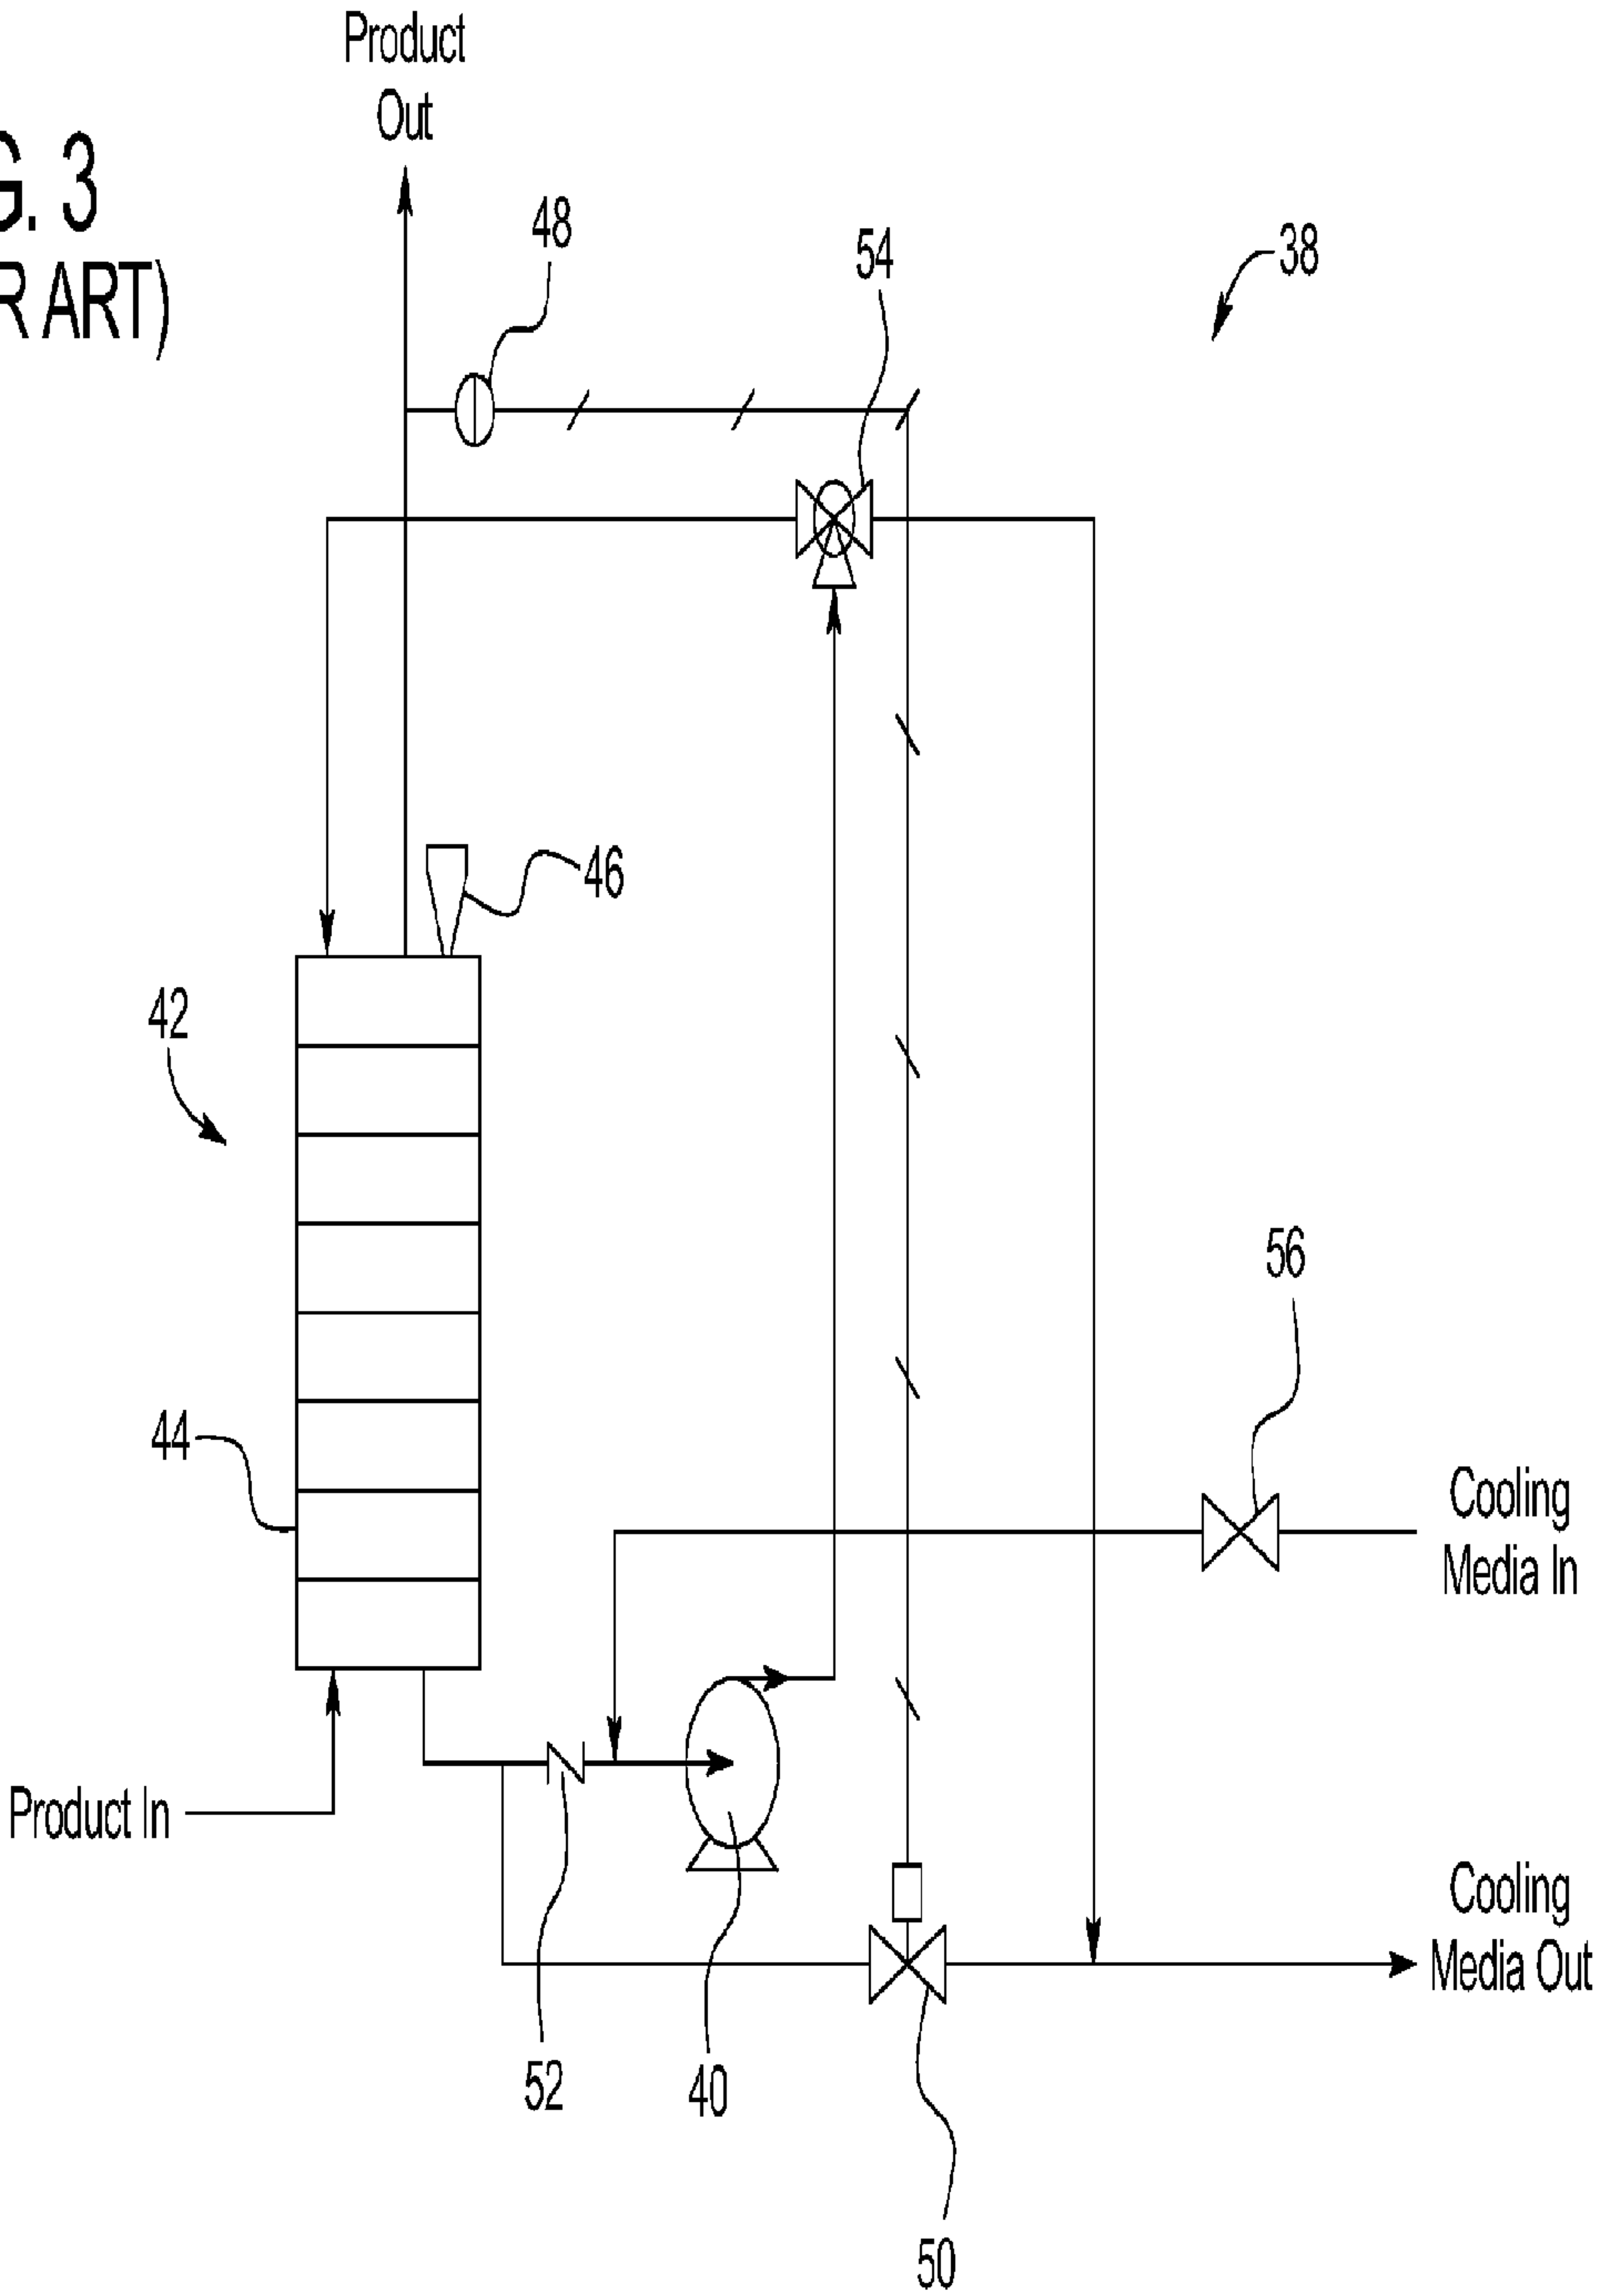 Product
Out
G. 3
R ART)
48
54
38
46
42
56
44
Cooling
Media In
Product In
Cooling
Media Out
52
40
50